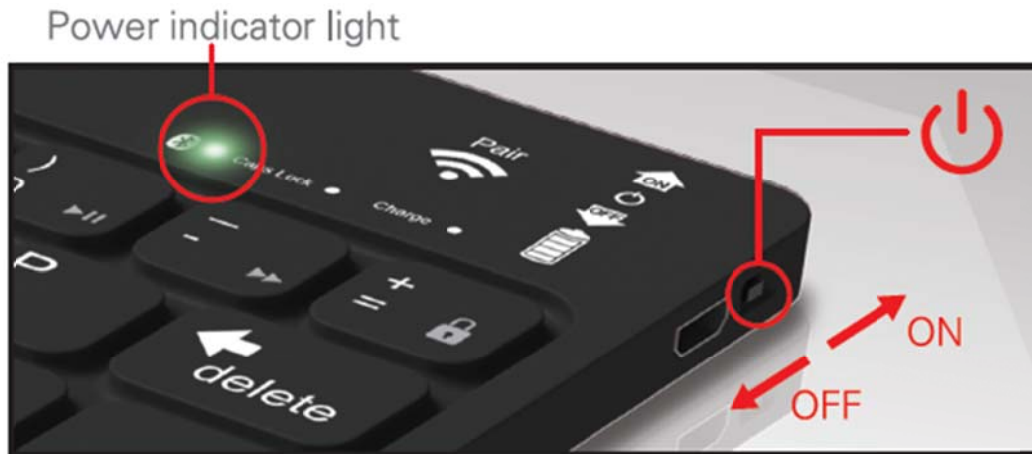 Power indicator light
Caps Lock
Pair
Charge
ON
OFF
P
- 
+
=
delete
ON
OFF